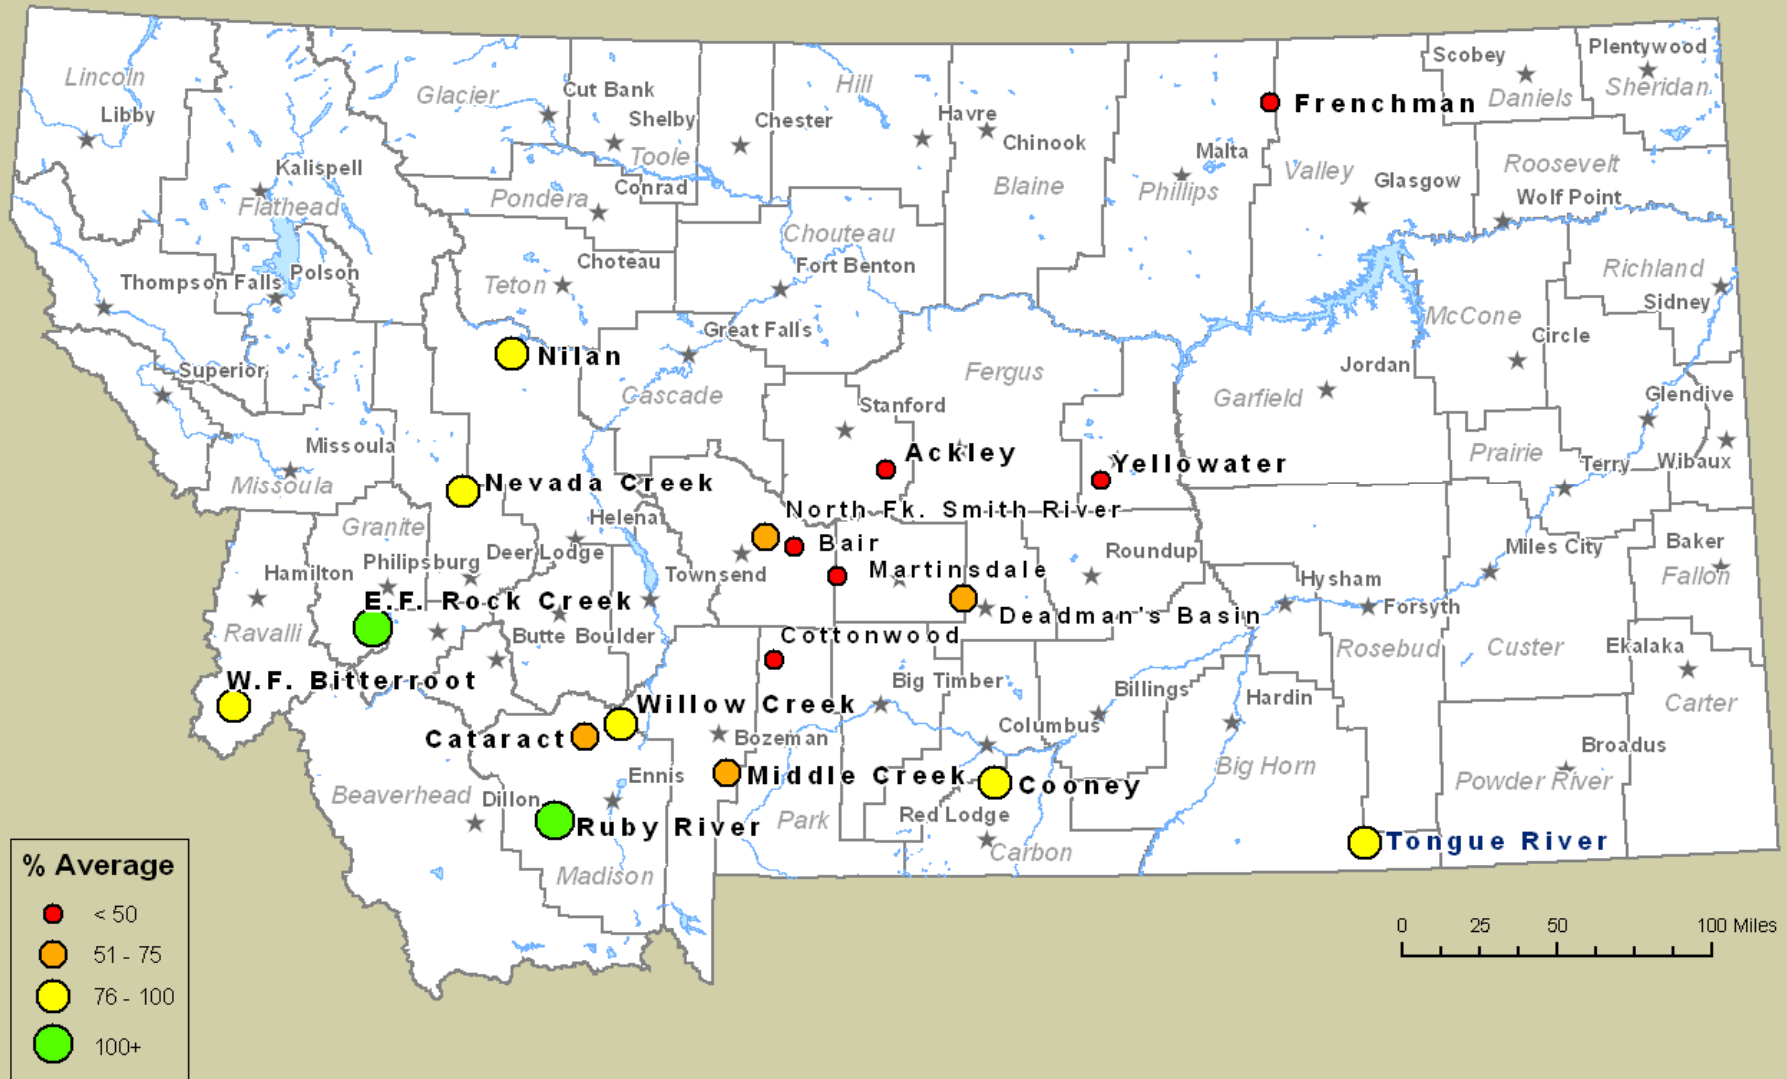 Plentywood
Scobey
Lincoln
Hill
Sheridan
Glacier
Cut Bank
Daniels
Frenchman
Libby
Shelby
Chester
Havre
Chinook
Malta
Toole
Kalispell
Valley
Roosevelt
Glasgow
Conrad
Blaine
Phillips
Pondera
Wolf Point
Flathead
Chouteau
Choteau
Fort Benton
Richland
Polson
Thompson Falls
Teton
Sidney
McCone
Great Falls
Circle
Nilan
Jordan
Superior
Fergus
Cascade
Garfield
Glendive
Stanford
Missoula
Ackley
Prairie
Yellowater
Terry
Wibaux
Missoula
Nevada Creek
North Fk. Smith River
Granite
Helena
Bair
Baker
Miles City
Deer Lodge
Roundup
Philipsburg
Hamilton
Townsend
Martinsdale
Hysham
Fallon
E.F. Rock Creek
Forsyth
Deadman's Basin
Ravalli
Butte
Boulder
Cottonwood
Rosebud
Custer
Ekalaka
W.F. Bitterroot
Big Timber
Billings
Hardin
Carter
Willow Creek
Columbus
Cataract
Bozeman
Broadus
Big Horn
Middle Creek
Ennis
Cooney
Powder River
Beaverhead
Dillon
Red Lodge
Park
Ruby River
Tongue River
Carbon
Madison
% Average
< 50
51 - 75
76 - 100
100+
0 25 50 100 Miles